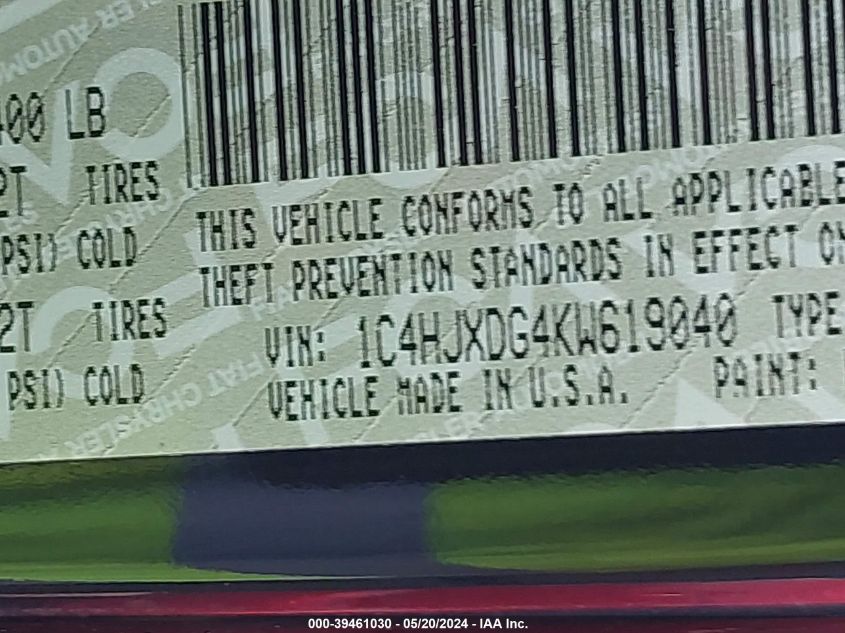 400 LB
2T TIRES
PSI) COLD
2T TIRES
PSI) COLD
THIS VEHICLE CONFORMS TO ALL APPLICABLE
THEFT PREVENTION STANDARDS IN EFFECT ON
VIN: 1C4HJXDG4KW619040 TYPE
VEHICLE MADE IN U.S.A. PAINT:
000-39461030 - 05/20/2024 - IAA Inc.